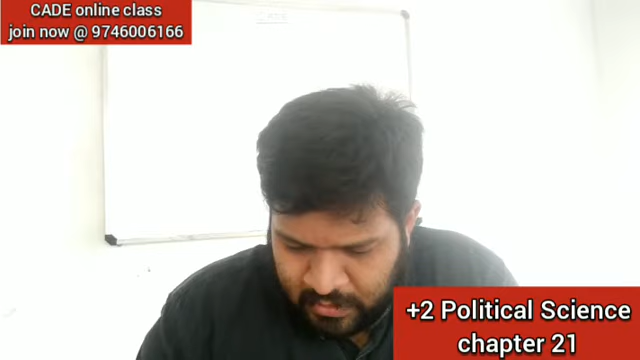 CADE online class
join now @ 9746006166
+2 Political Science
chapter 21